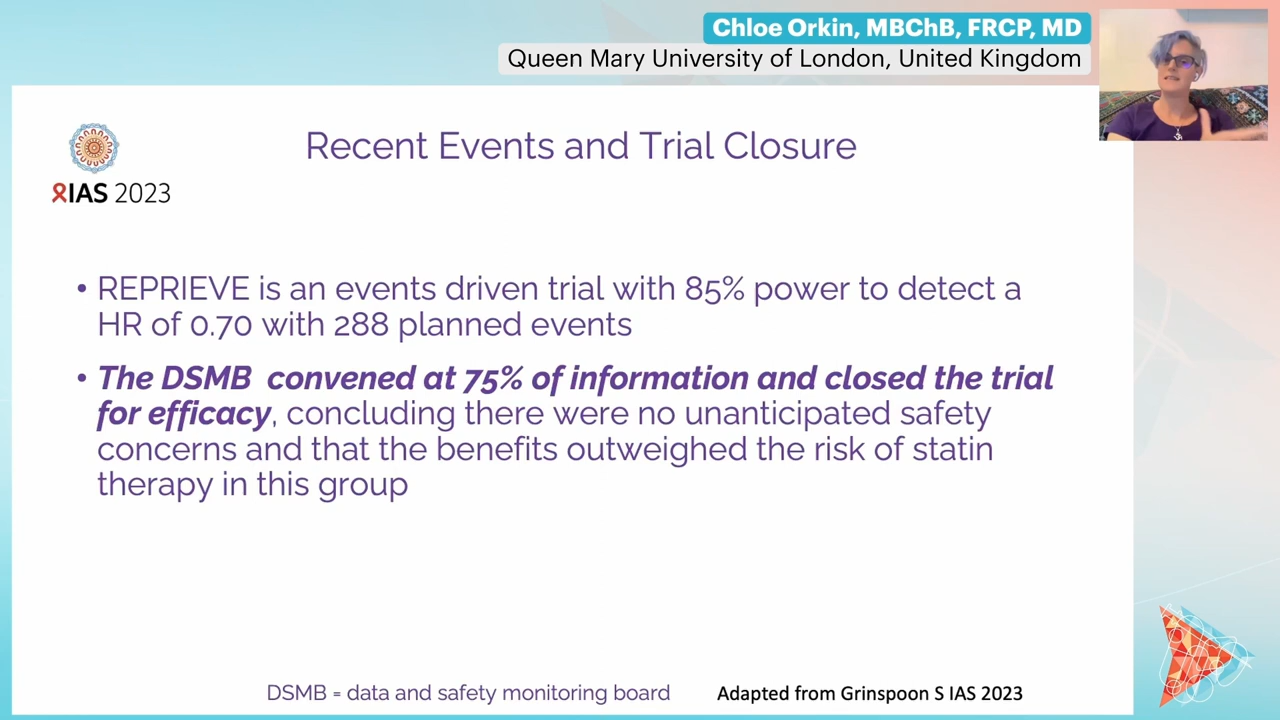 Chloe Orkin, MBChB, FRCP, MD
Queen Mary University of London, United Kingdom
IAS 2023
Recent Events and Trial Closure
• REPRIEVE is an events driven trial with 85% power to detect a
HR of 0.70 with 288 planned events
• The DSMB convened at 75% of information and closed the trial
for efficacy, concluding there were no unanticipated safety
concerns and that the benefits outweighed the risk of statin
therapy in this group
DSMB = data and safety monitoring board
Adapted from Grinspoon S IAS 2023